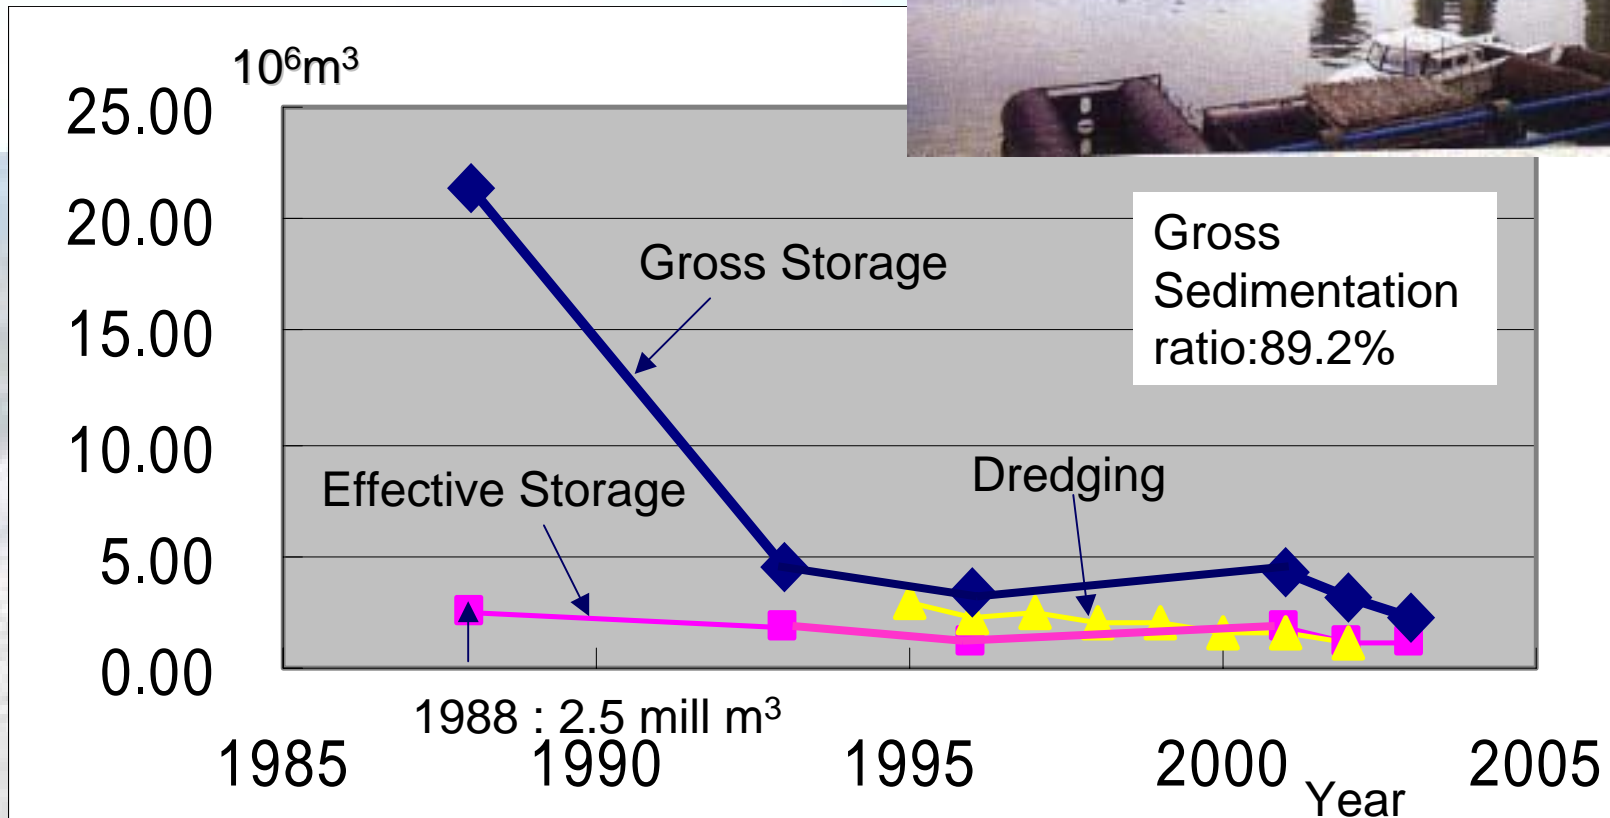 10⁶m³
25.00
20.00
15.00
10.00
5.00
0.00
Gross Storage
Gross
Sedimentation
ratio:89.2%
Effective Storage
Dredging
1988 : 2.5 mill m³
1985 1990 1995 2000 2005
Year